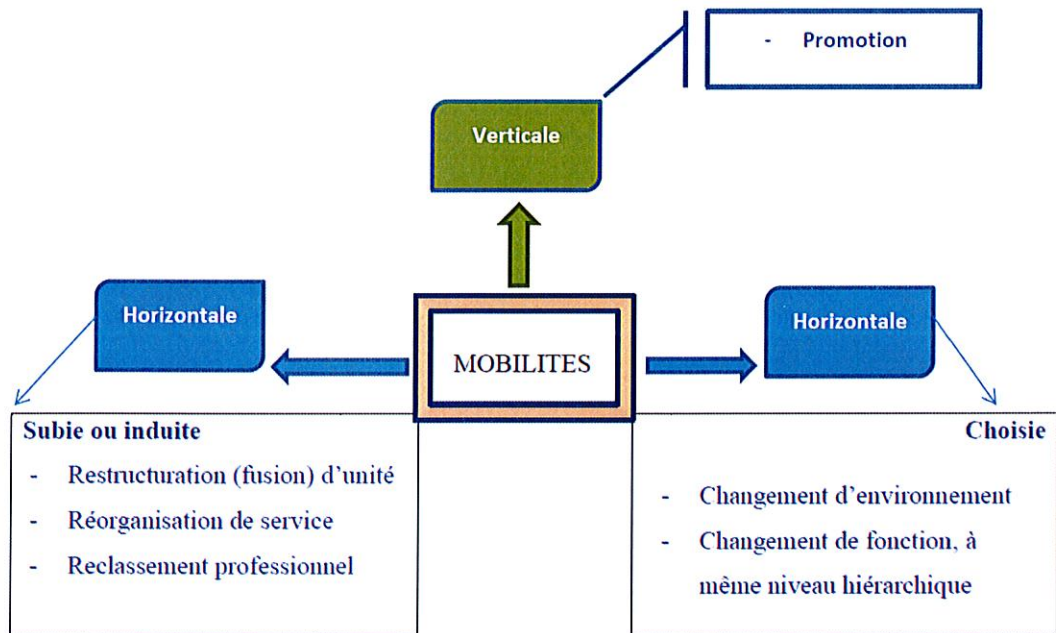 - Promotion
Verticale
Horizontale
MOBILITES
Horizontale
Subie ou induite
- Restructuration (fusion) d’unité
- Réorganisation de service
- Reclassement professionnel
Choisie
- Changement d’environnement
- Changement de fonction, à
même niveau hiérarchique